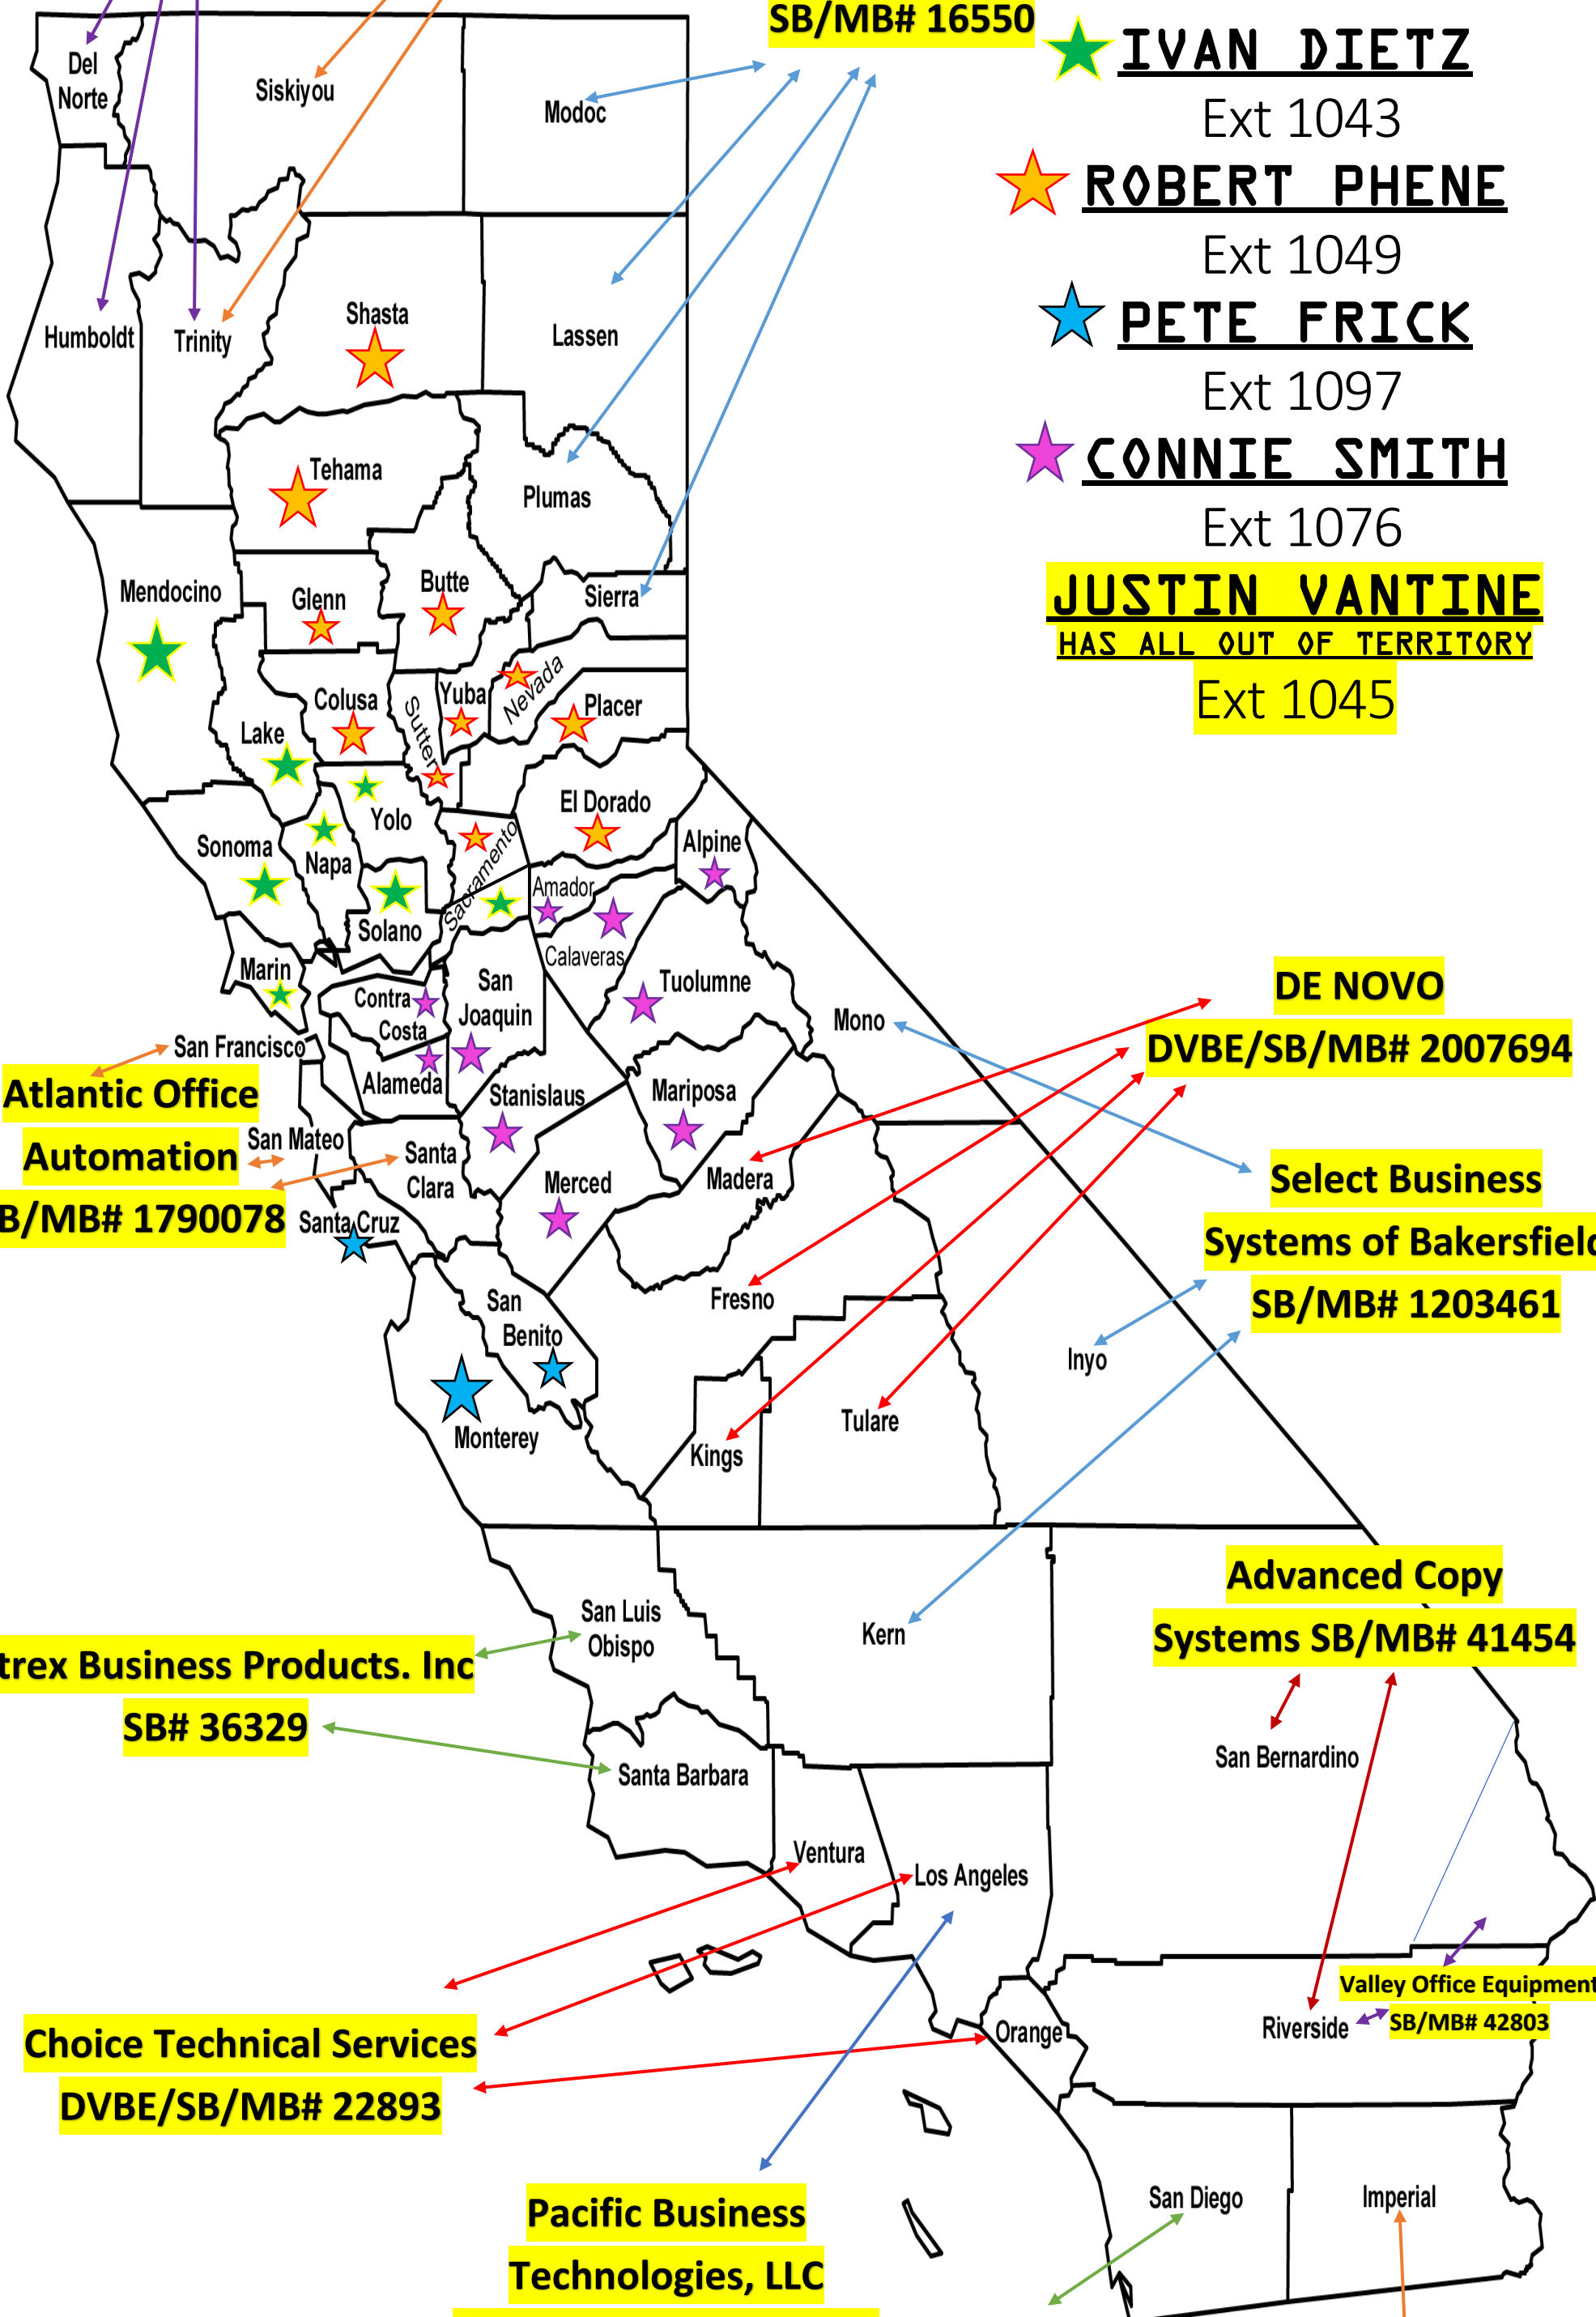 SB/MB# 16550
IVAN DIETZ
Ext 1043
ROBERT PHENE
Ext 1049
PETE FRICK
Ext 1097
CONNIE SMITH
Ext 1076
JUSTIN VANTINE
HAS ALL OUT OF TERRITORY
Ext 1045
Del
Norte
Siskiyou
Modoc
Humboldt
Trinity
Shasta
Lassen
Tehama
Plumas
Mendocino
Glenn
Butte
Sierra
Lake
Colusa
Sutter
Yuba
Nevada
Placer
Sonoma
Napa
Yolo
Solano
Sacramento
El Dorado
Alpine
Amador
Calaveras
Marin
Contra
Costa
San
Joaquin
Tuolumne
Mono
San Francisco
Alameda
Stanislaus
Mariposa
Atlantic Office
Automation
B/MB# 1790078
San Mateo
Santa
Clara
Santa Cruz
Merced
Madera
DE NOVO
DVBE/SB/MB# 2007694
Select Business
Systems of Bakersfield
SB/MB# 1203461
San
Benito
Fresno
Inyo
Monterey
Kings
Tulare
San Luis
Obispo
Kern
Advanced Copy
Systems SB/MB# 41454
trex Business Products. Inc
SB# 36329
Santa Barbara
San Bernardino
Ventura
Los Angeles
Valley Office Equipment
SB/MB# 42803
Riverside
Orange
Choice Technical Services
DVBE/SB/MB# 22893
San Diego
Imperial
Pacific Business
Technologies, LLC